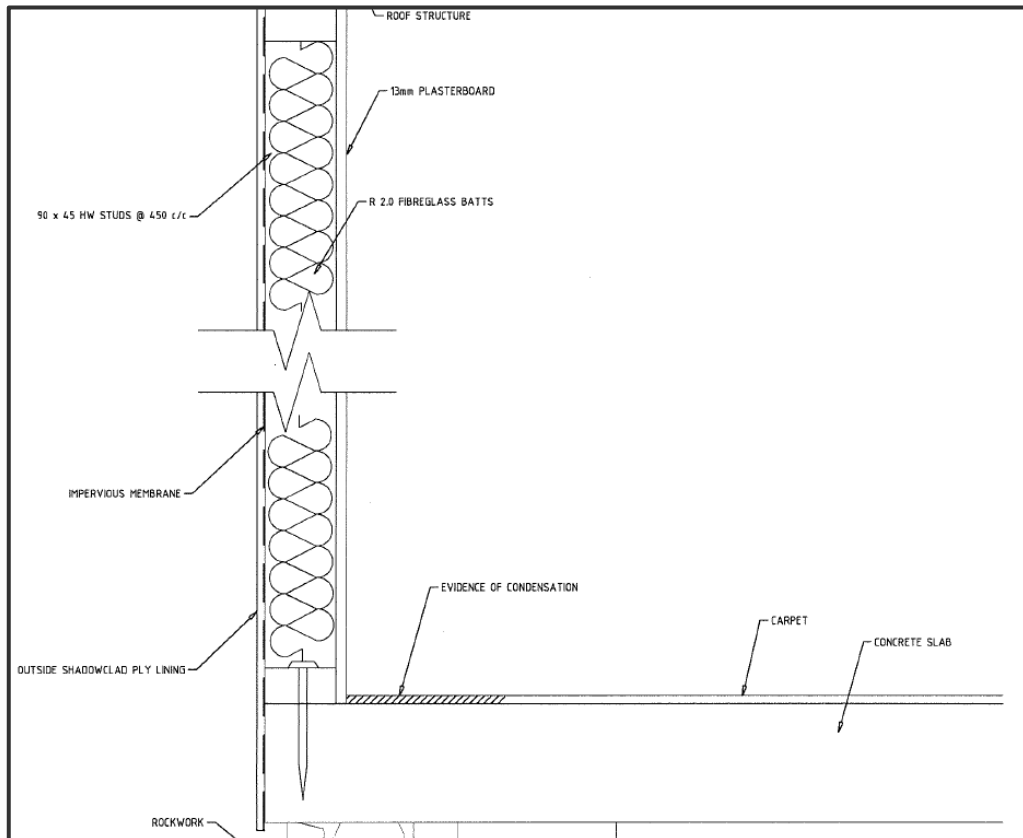 ROOF STRUCTURE
13mm PLASTERBOARD
R 2.0 FIBREGLASS BATTS
90 x 45 HW STUDS @ 450 c/c
IMPERVIOUS MEMBRANE
EVIDENCE OF CONDENSATION
CARPET
CONCRETE SLAB
OUTSIDE SHADOWCLAD PLY LINING
ROCKWORK